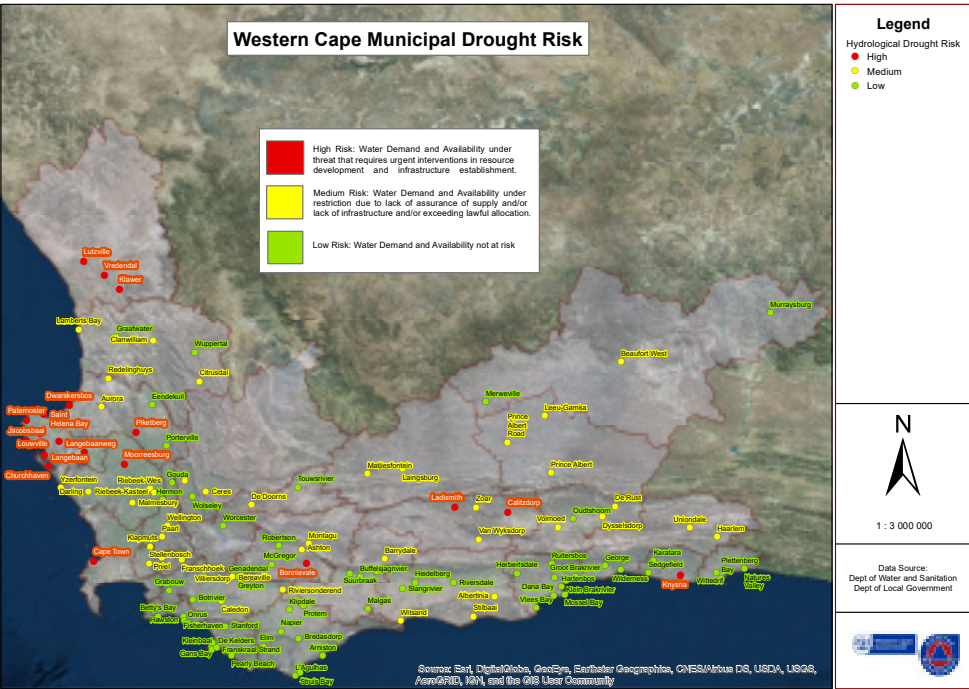 Western Cape Municipal Drought Risk
High Risk: Water Demand and Availability under
threat that requires urgent interventions in resource
development and infrastructure establishment.
Medium Risk: Water Demand and Availability under
restriction due to lack of assurance of supply and/or
lack of infrastructure and/or exceeding lawful allocation.
Low Risk: Water Demand and Availability not at risk
Lutzville
Vredendal
Klawer
Murraysburg
Lamberts Bay
Graafwater
Clanwilliam
Wuppertal
Beaufort West
Redelinghuys
Citrusdal
Dwarskersbos
Aurora
Eendekuil
Merweville
Leeu-Gamka
Paternoster
Saint
Helena Bay
Prince
Albert
Road
Jacobsbaai
Piketberg
Louwville
Langebaanweg
Porterville
Langebaan
Moorreesburg
Churchhaven
Matjiesfontein
Laingsburg
Prince Albert
Yzerfontein
Riebeek-Wes
Gouda
Touwsrivier
Darling
Riebeek-Kasteel
Hermon
Ceres
De Doorns
Ladismith
Zoar
Calitzdorp
De Rust
Malmesbury
Wolseley
Oudtshoorn
Volmoed
Dysselsdorp
Uniondale
Haarlem
Wellington
Worcester
Paarl
Van Wyksdorp
Klapmuts
Robertson
Montagu
Ashton
Cape Town
Stellenbosch
McGregor
Barrydale
Ruitersbos
George
Karatara
Pniel
Franschhoek
Genadendal
Bonnievale
Buffelsjagrivier
Herbertsdale
Groot Brakrivier
Sedgefield
Plettenberg
Bay
Villiersdorp
Bereaville
Suurbraak
Heidelberg
Hartenbos
Wilderness
Knysna
Wittedrif
Natures
Valley
Grabouw
Greyton
Riviersonderend
Slangrivier
Riversdale
Dana Bay
Klein Brakrivier
Botrivier
Klipdale
Malgas
Albertinia
Vlees Bay
Mossel Bay
Betty's Bay
Caledon
Protem
Witsand
Stilbaai
Hawston
Onrus
Fisherhaven
Stanford
Napier
Kleinbaai
De Kelders
Elim
Bredasdorp
Gans Bay
Franskraal Strand
Arniston
Pearly Beach
L'Agulhas
Struis Bay
Source: Esri, DigitalGlobe, GeoEye, Earthstar Geographics, CNES/Airbus DS, USDA, USGS,
AeroGRID, IGN, and the GIS User Community
Legend
Hydrological Drought Risk
High
Medium
Low
N
1 : 3 000 000
Data Source:
Dept of Water and Sanitation
Dept of Local Government